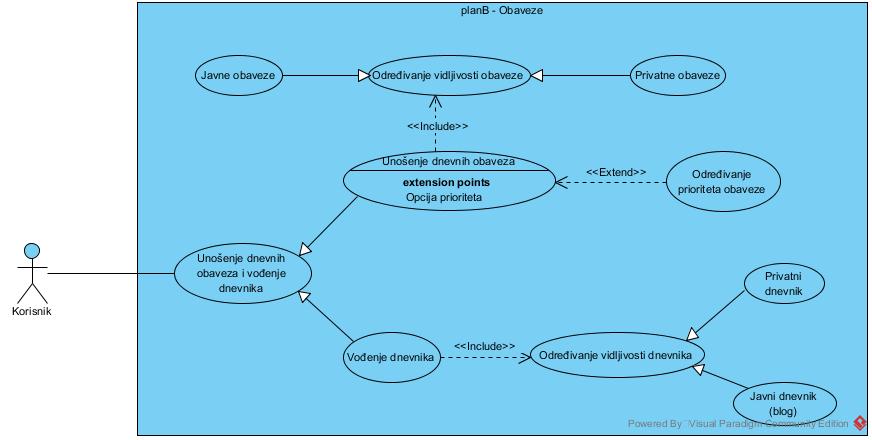 planB - Obaveze
Javne obaveze
Određivanje vidljivosti obaveze
Privatne obaveze
<<Include>>
Unošenje dnevnih obaveza
extension points
Opcija prioriteta
<<Extend>>
Određivanje
prioriteta obaveze
Unošenje dnevnih
obaveza i vođenje
dnevnika
Korisnik
Privatni
dnevnik
Vođenje dnevnika
<<Include>>
Određivanje vidljivosti dnevnika
Javni dnevnik
(blog)
Powered By Visual Paradigm Community Edition